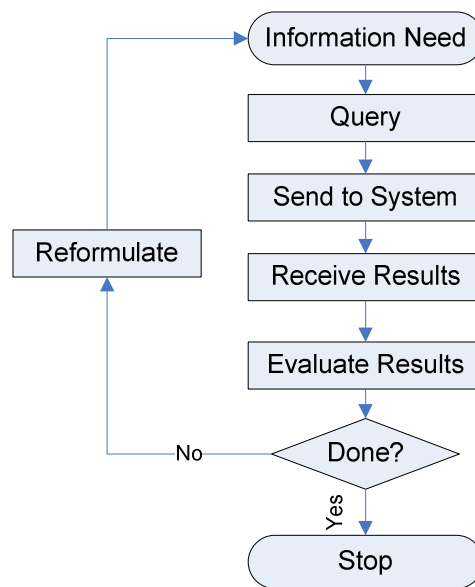 Information Need
Query
Send to System
Reformulate
Receive Results
Evaluate Results
Done?
No
Yes
Stop